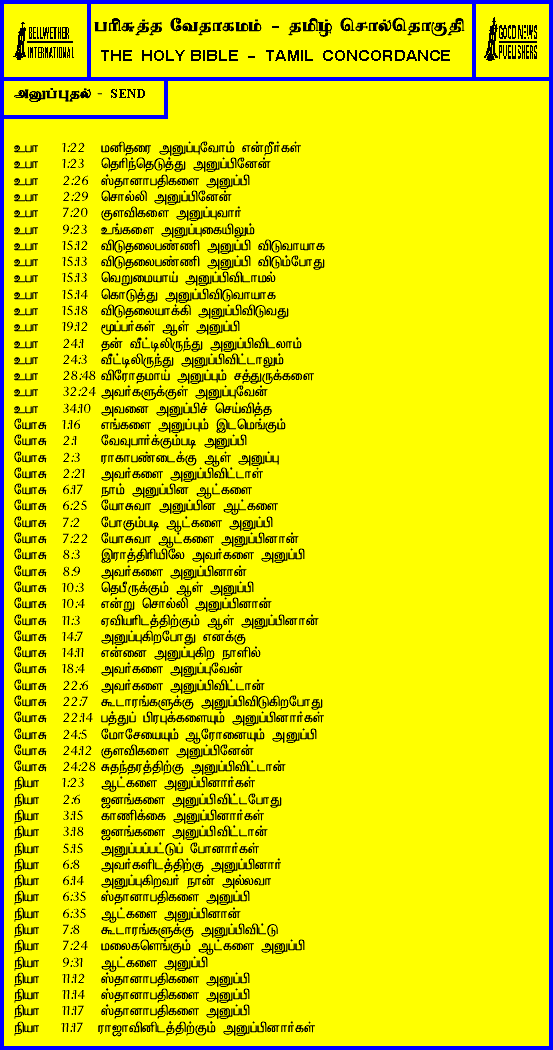 BELLWETHER
INTERNATIONAL
பரிசுத்த வேதாகமம் - தமிழ் சொல்தொகுதி
THE HOLY BIBLE - TAMIL CONCORDANCE
GOOD NEWS
PUBLISHERS
அனுப்புதல் - SEND
உபா 1:22 மனிதரை அனுப்புவோம் என்றீர்கள்
உபா 1:23 தெரிந்தெடுத்து அனுப்பினேன்
உபா 2:26 ஸ்தானாபதிகளை அனுப்பி
உபா 2:29 சொல்லி அனுப்பினேன்
உபா 7:20 குளவிகளை அனுப்புவார்
உபா 9:23 உங்களை அனுப்புகையிலும்
உபா 15:12 விடுதலைபண்ணி அனுப்பி விடுவாயாக
உபா 15:13 விடுதலைபண்ணி அனுப்பி விடும்போது
உபா 15:13 வெறுமையாய் அனுப்பிவிடாமல்
உபா 15:14 கொடுத்து அனுப்பிவிடுவாயாக
உபா 15:18 விடுதலையாக்கி அனுப்பிவிடுவது
உபா 19:12 மூப்பர்கள் ஆள் அனுப்பி
உபா 24:1 தன் வீட்டிலிருந்து அனுப்பிவிடலாம்
உபா 24:3 வீட்டிலிருந்து அனுப்பிவிட்டாலும்
உபா 28:48 விரோதமாய் அனுப்பும் சத்துருக்களை
உபா 32:24 அவர்களுக்குள் அனுப்புவேன்
உபா 34:10 அவனை அனுப்பிச் செய்வித்த
யோசு 1:16 எங்களை அனுப்பும் இடமெங்கும்
யோசு 2:1 வேவுபார்க்கும்படி அனுப்பி
யோசு 2:3 ராகாபண்டைக்கு ஆள் அனுப்பு
யோசு 2:21 அவர்களை அனுப்பிவிட்டாள்
யோசு 6:17 நாம் அனுப்பின ஆட்களை
யோசு 6:25 யோசுவா அனுப்பின ஆட்களை
யோசு 7:2 போகும்படி ஆட்களை அனுப்பி
யோசு 7:22 யோசுவா ஆட்களை அனுப்பினான்
யோசு 8:3 இராத்திரியிலே அவர்களை அனுப்பி
யோசு 8:9 அவர்களை அனுப்பினான்
யோசு 10:3 தெபீருக்கும் ஆள் அனுப்பி
யோசு 10:4 என்று சொல்லி அனுப்பினான்
யோசு 11:3 ஏவியரிடத்திற்கும் ஆள் அனுப்பினான்
யோசு 14:7 அனுப்புகிறபோது எனக்கு
யோசு 14:11 என்னை அனுப்புகிற நாளில்
யோசு 18:4 அவர்களை அனுப்புவேன்
யோசு 22:6 அவர்களை அனுப்பிவிட்டான்
யோசு 22:7 கூடாரங்களுக்கு அனுப்பிவிடுகிறபோது
யோசு 22:14 பத்துப் பிரபுக்களையும் அனுப்பினார்கள்
யோசு 24:5 மோசேயையும் ஆரோனையும் அனுப்பி
யோசு 24:12 குளவிகளை அனுப்பினேன்
யோசு 24:28 சுதந்தரத்திற்கு அனுப்பிவிட்டான்
நியா 1:23 ஆட்களை அனுப்பினார்கள்
நியா 2:6 ஜனங்களை அனுப்பிவிட்டபோது
நியா 3:15 காணிக்கை அனுப்பினார்கள்
நியா 3:18 ஜனங்களை அனுப்பிவிட்டான்
நியா 5:15 அனுப்பப்பட்டுப் போனார்கள்
நியா 6:8 அவர்களிடத்திற்கு அனுப்பினார்
நியா 6:14 அனுப்புகிறவர் நான் அல்லவா
நியா 6:35 ஸ்தானாபதிகளை அனுப்பி
நியா 6:35 ஆட்களை அனுப்பினான்
நியா 7:8 கூடாரங்களுக்கு அனுப்பிவிட்டு
நியா 7:24 மலைகளெங்கும் ஆட்களை அனுப்பி
நியா 9:31 ஆட்களை அனுப்பி
நியா 11:12 ஸ்தானாபதிகளை அனுப்பி
நியா 11:14 ஸ்தானாபதிகளை அனுப்பி
நியா 11:17 ஸ்தானாபதிகளை அனுப்பி
நியா 11:17 ராஜாவினிடத்திற்கும் அனுப்பினார்கள்